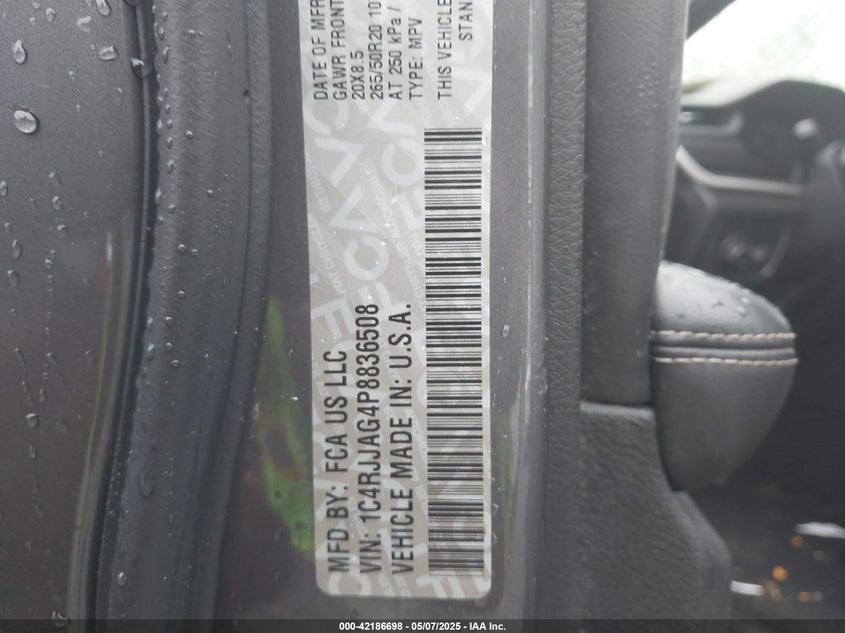 MFD BY: FCA US LLC
VIN: 1C4RJJAG4P8836508
VEHICLE MADE IN: U.S.A.
DATE OF MFR
GAWR FRONT
20X8.5
265/50R20 10
AT 250 kPa /
TYPE: MPV
THIS VEHICLE
STAN
000-42186698 - 05/07/2025 - IAA Inc.